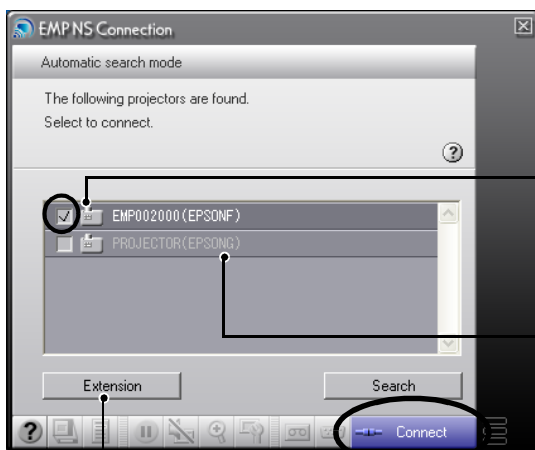 EMP NS Connection
Automatic search mode
The following projectors are found.
Select to connect.
?
EMP002000(EPSONF)
PROJECTOR(EPSONG)
Extension
Search
?
Connect